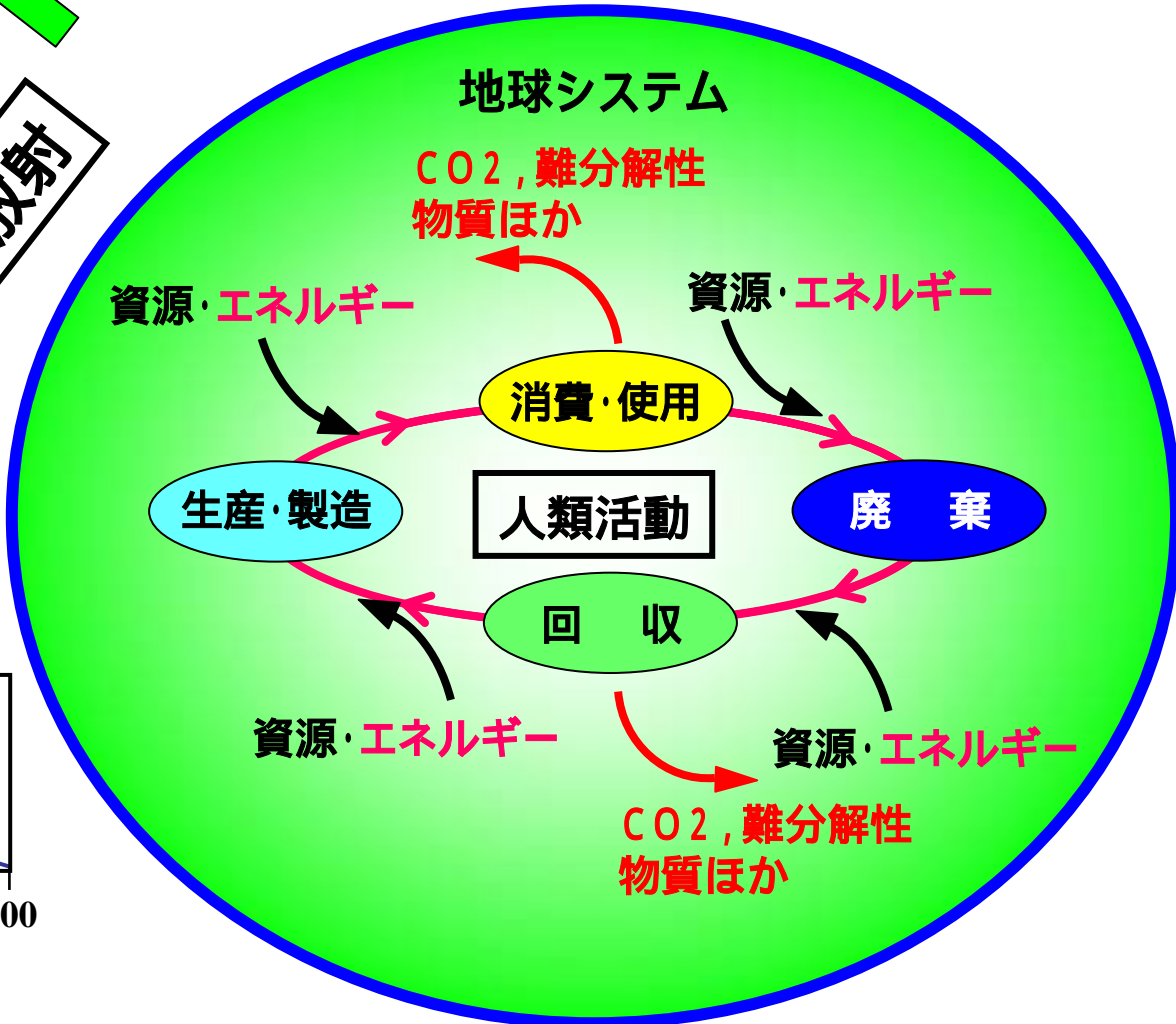 地球システム
CO2,難分解性
物質ほか
資源・エネルギー
資源・エネルギー
消費・使用
生産・製造
人類活動
廃 棄
回 収
資源・エネルギー
資源・エネルギー
CO2,難分解性
物質ほか
放射
00